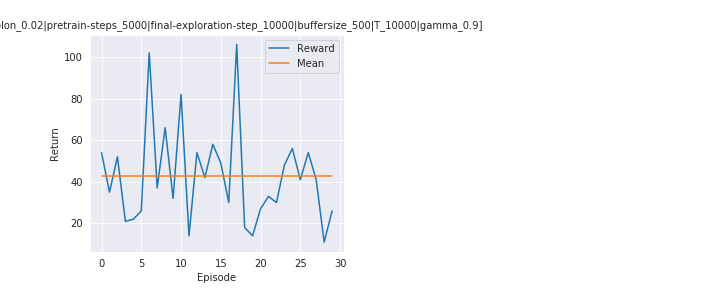 lon_0.02|pretrain-steps_5000|final-exploration-step_10000|buffersize_500|T_10000|gamma_0.9]
Reward
Mean
Return
100
80
60
40
20
0
5
10
15
20
25
30
Episode